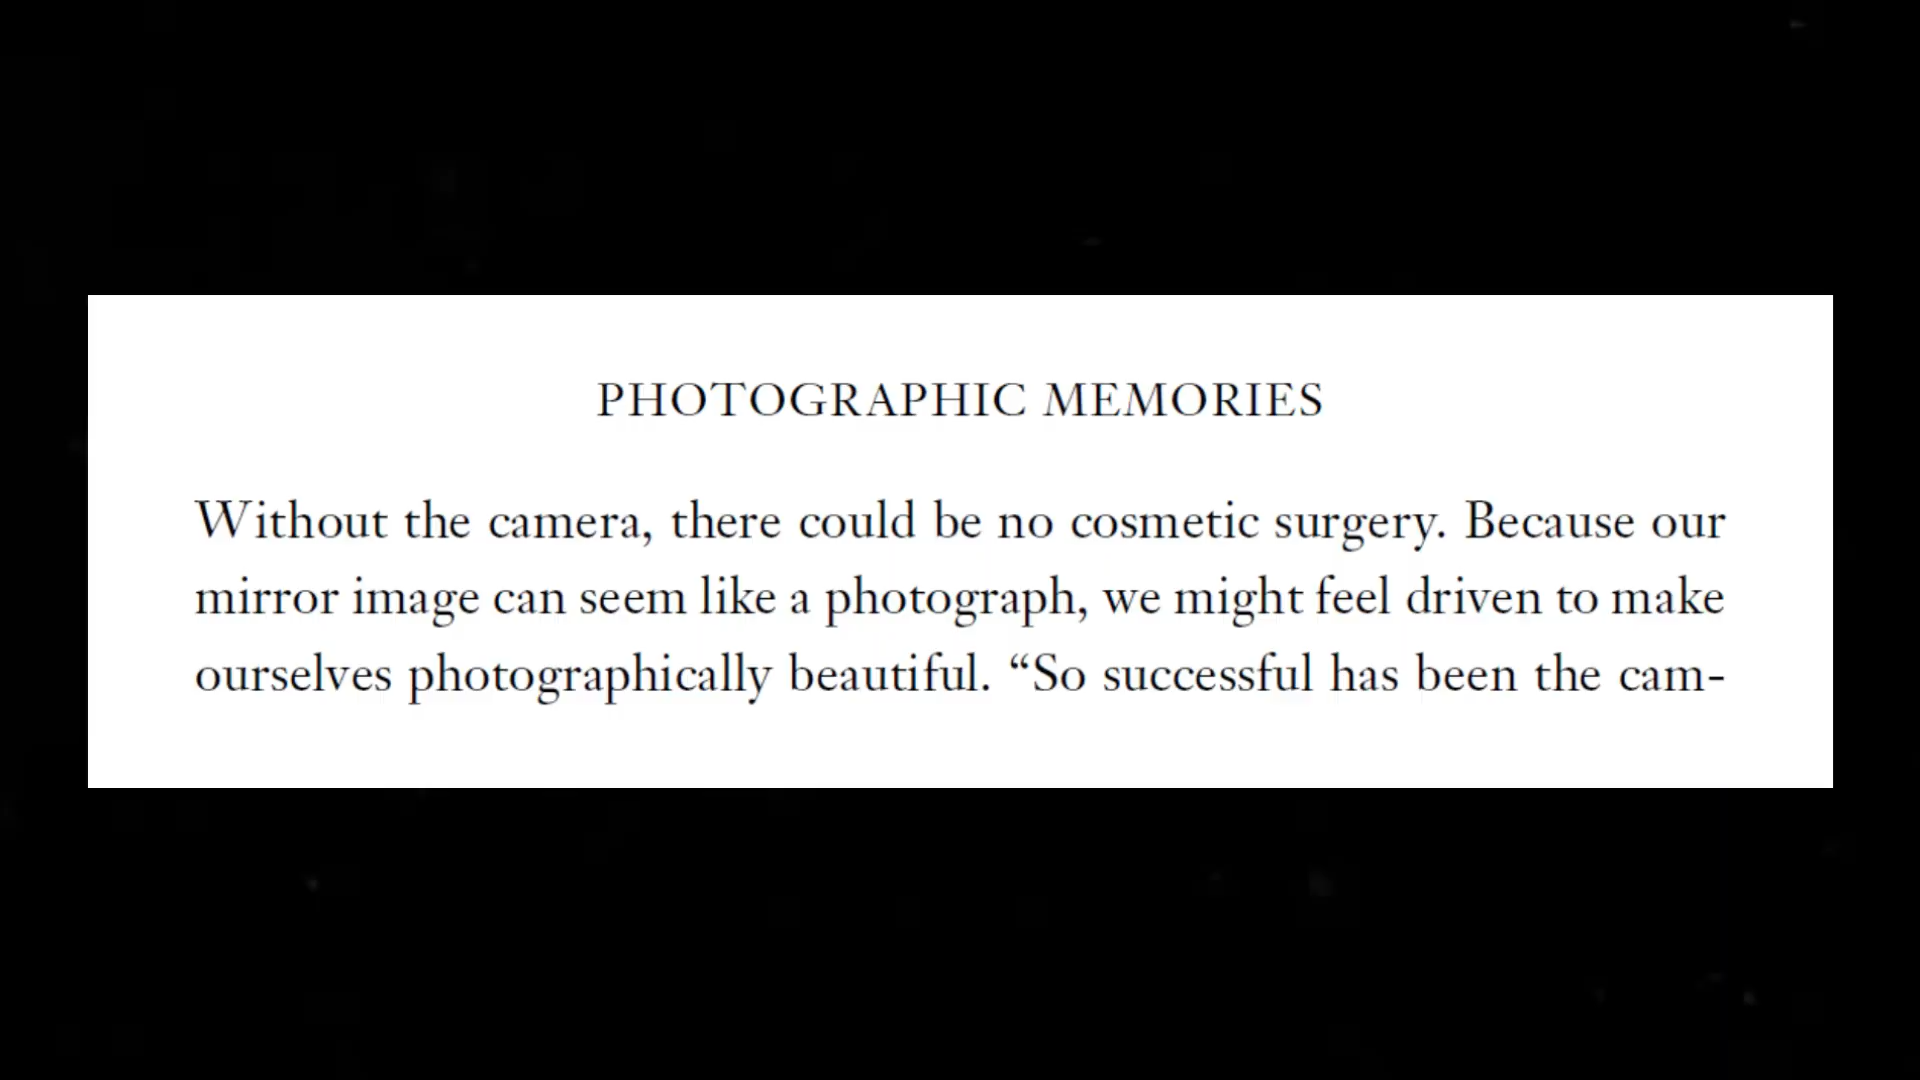 PHOTOGRAPHIC MEMORIES
Without the camera, there could be no cosmetic surgery. Because our
mirror image can seem like a photograph, we might feel driven to make
ourselves photographically beautiful. “So successful has been the cam-